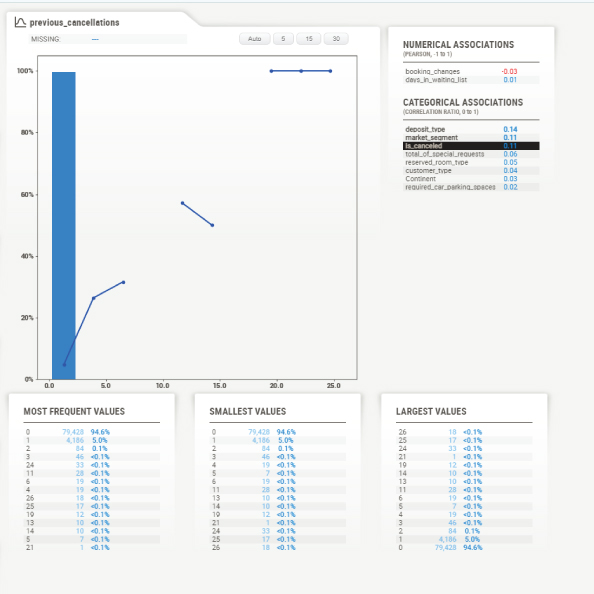 previous_cancellations
MISSING: ---
Auto 5 15 30
100%
80%
60%
40%
20%
0%
0.0 5.0 10.0 15.0 20.0 25.0
NUMERICAL ASSOCIATIONS
(PEARSON, -1 to 1)
booking_changes -0.03
days_in_waiting_list 0.01
CATEGORICAL ASSOCIATIONS
(CORRELATION RATIO, 0 to 1)
deposit_type 0.14
market_segment 0.11
is_canceled 0.11
total_of_special_requests 0.06
reserved_room_type 0.05
customer_type 0.04
Continent 0.03
required_car_parking_spaces 0.02
MOST FREQUENT VALUES
0 79,428 94.6%
1 4,186 5.0%
2 84 0.1%
3 46 <0.1%
24 33 <0.1%
11 28 <0.1%
6 19 <0.1%
4 19 <0.1%
26 18 <0.1%
25 17 <0.1%
19 12 <0.1%
13 10 <0.1%
14 10 <0.1%
5 7 <0.1%
21 1 <0.1%
SMALLEST VALUES
0 79,428 94.6%
1 4,186 5.0%
2 84 0.1%
3 46 <0.1%
4 19 <0.1%
5 7 <0.1%
6 19 <0.1%
11 28 <0.1%
13 10 <0.1%
14 10 <0.1%
19 12 <0.1%
21 1 <0.1%
24 33 <0.1%
25 17 <0.1%
26 18 <0.1%
LARGEST VALUES
26 18 <0.1%
25 17 <0.1%
24 33 <0.1%
21 1 <0.1%
19 12 <0.1%
14 10 <0.1%
13 10 <0.1%
11 28 <0.1%
6 19 <0.1%
5 7 <0.1%
4 19 <0.1%
3 46 <0.1%
2 84 0.1%
1 4,186 5.0%
0 79,428 94.6%